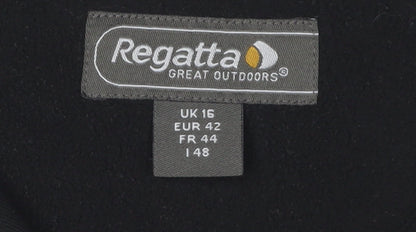 Regatta
GREAT OUTDOORS®
UK 16
EUR 42
FR 44
I 48